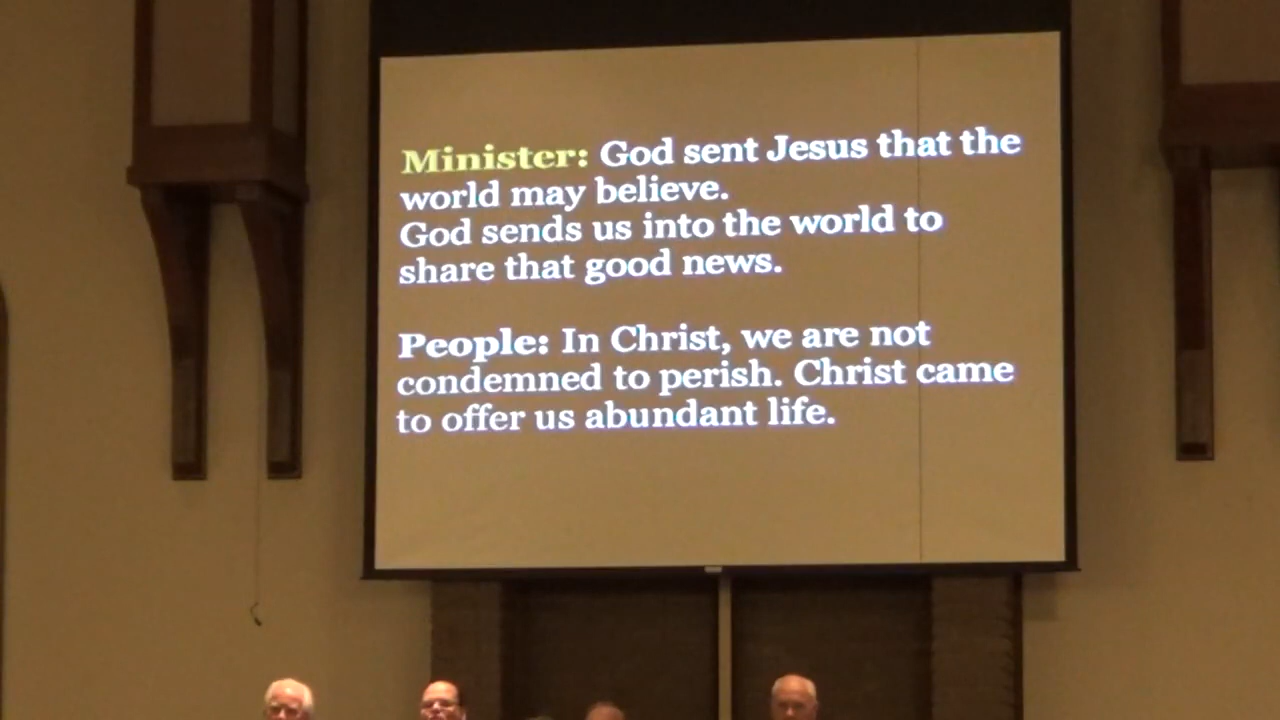 Minister: God sent Jesus that the
world may believe.
God sends us into the world to
share that good news.
People: In Christ, we are not
condemned to perish. Christ came
to offer us abundant life.